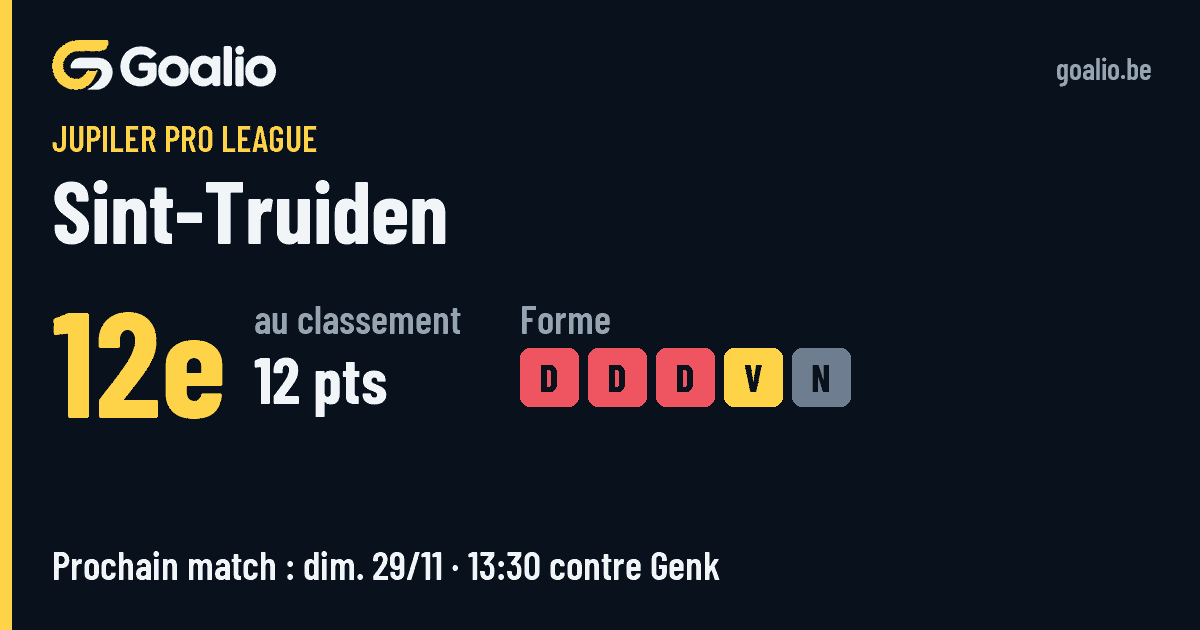 Goalio
goalio.be
JUPILER PRO LEAGUE
Sint-Truiden
12e
au classement
12 pts
Forme
D D D V N
Prochain match : dim. 29/11 · 13:30 contre Genk